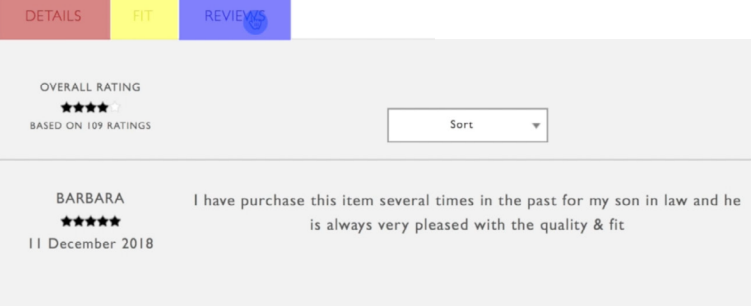 DETAILS
FIT
REVIEWS
OVERALL RATING
BASED ON 109 RATINGS
Sort
BARBARA
11 December 2018
I have purchase this item several times in the past for my son in law and he
is always very pleased with the quality & fit